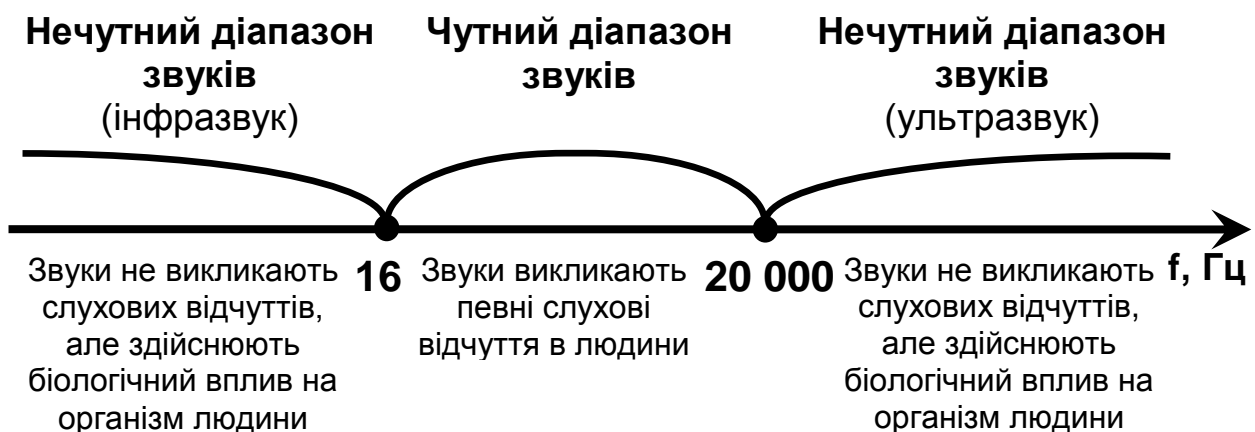 Нечутний діапазон
звуків
(інфразвук)
Чутний діапазон
звуків
Нечутний діапазон
звуків
(ультразвук)
Звуки не викликають
слухових відчуттів,
але здійснюють
біологічний вплив на
організм людини
16
Звуки викликають
певні слухові
відчуття в людини
20 000
Звуки не викликають
слухових відчуттів,
але здійснюють
біологічний вплив на
організм людини
f, Гц